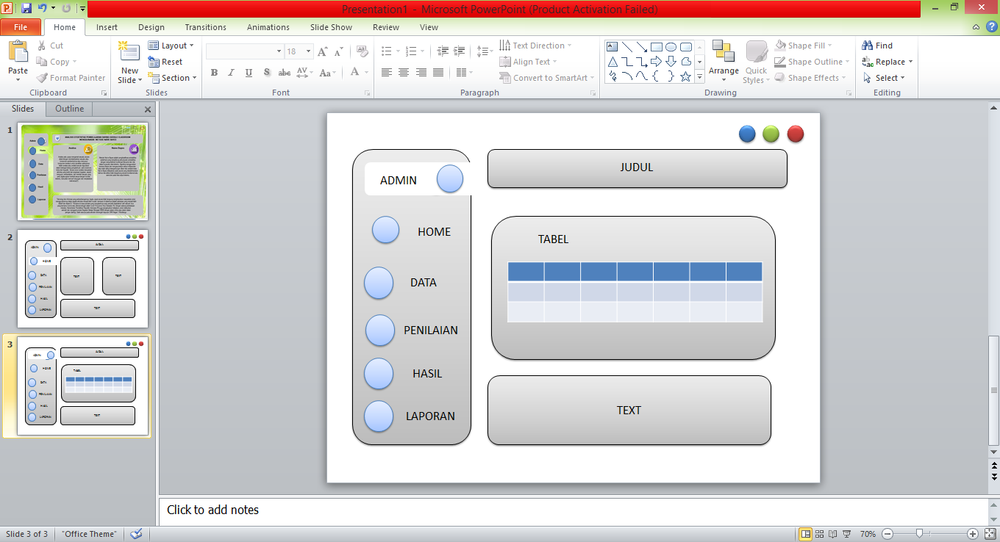 Presentation1 - Microsoft PowerPoint (Product Activation Failed)
File Home Insert Design Transitions Animations Slide Show Review View
Paste
Cut
Copy
Format Painter
Clipboard
New
Slide
Layout
Reset
Section
Slides
18
B I U S abc AV Aa A
Font
Text Direction
Align Text
Convert to SmartArt
Paragraph
Arrange
Quick
Styles
Shape Fill
Shape Outline
Shape Effects
Drawing
Find
Replace
Select
Editing
Slides Outline
1
2
ADMIN
JUDUL
HOME
DATA
PENILAIAN
HASIL
LAPORAN
TEXT
TEXT
TEXT
3
ADMIN
JUDUL
HOME
TABEL
DATA
PENILAIAN
HASIL
LAPORAN
TEXT
ADMIN
HOME
DATA
PENILAIAN
HASIL
LAPORAN
JUDUL
TABEL
TEXT
Click to add notes
Slide 3 of 3 "Office Theme" 70%